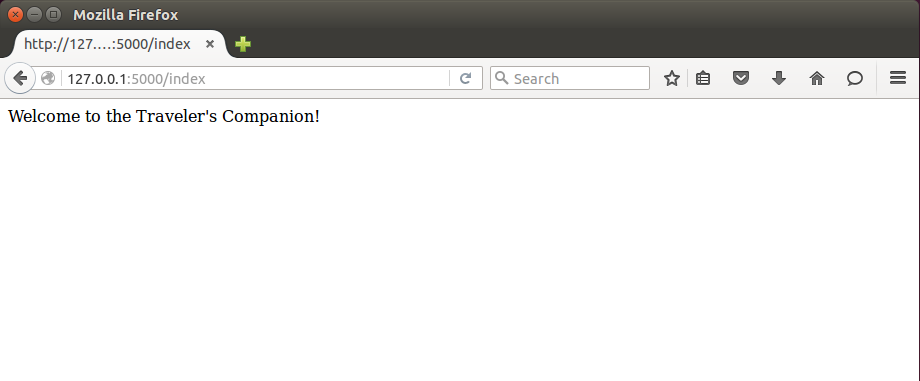 Mozilla Firefox
http://127....:5000/index
127.0.0.1:5000/index
Search
Welcome to the Traveler's Companion!